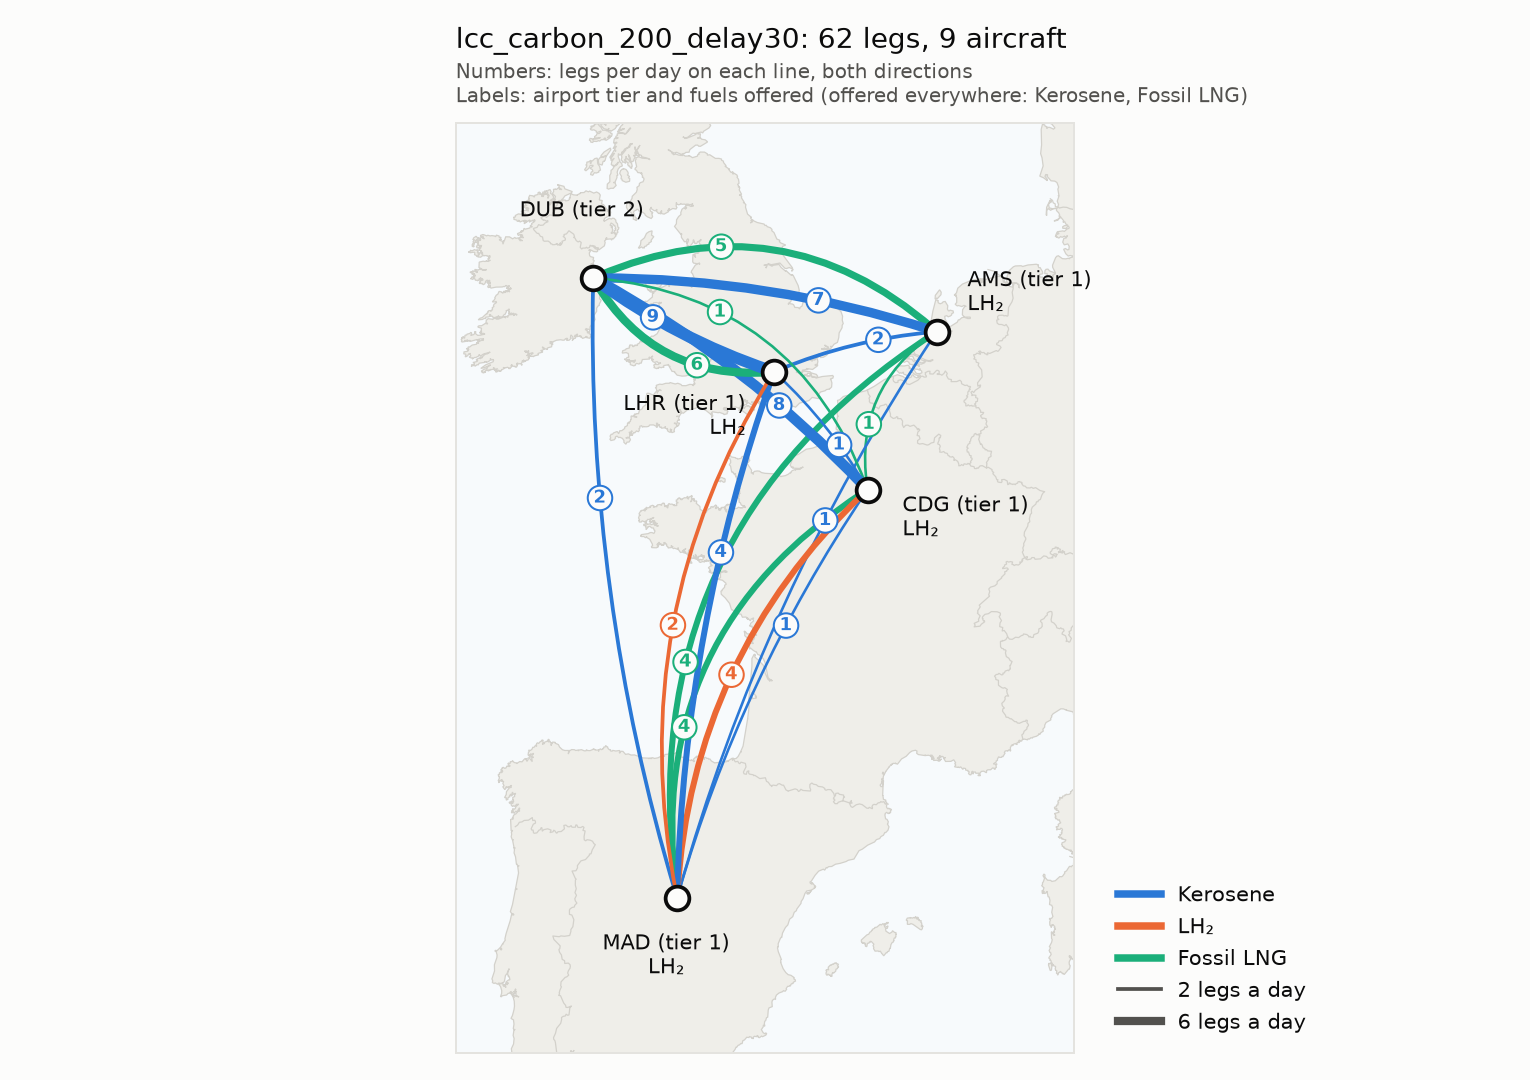 lcc_carbon_200_delay30: 62 legs, 9 aircraft
Numbers: legs per day on each line, both directions
Labels: airport tier and fuels offered (offered everywhere: Kerosene, Fossil LNG)
DUB (tier 2)
5
AMS (tier 1)
LH₂
7
1
9
2
6
LHR (tier 1)
LH₂
8
1
1
2
CDG (tier 1)
LH₂
1
4
2
1
4
4
4
MAD (tier 1)
LH₂
Kerosene
LH₂
Fossil LNG
2 legs a day
6 legs a day